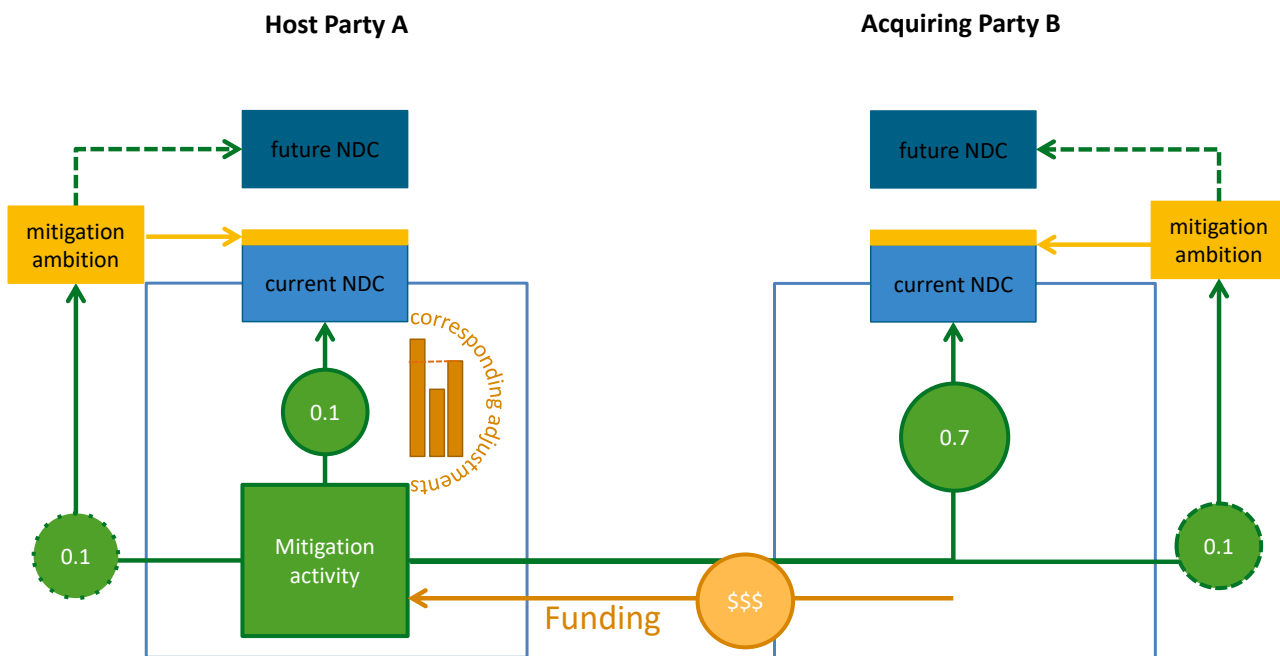 Host Party A
Acquiring Party B
future NDC
future NDC
mitigation
ambition
mitigation
ambition
current NDC
current NDC
corresponding adjustments
0.1
0.7
0.1
Mitigation
activity
0.1
$$$
Funding